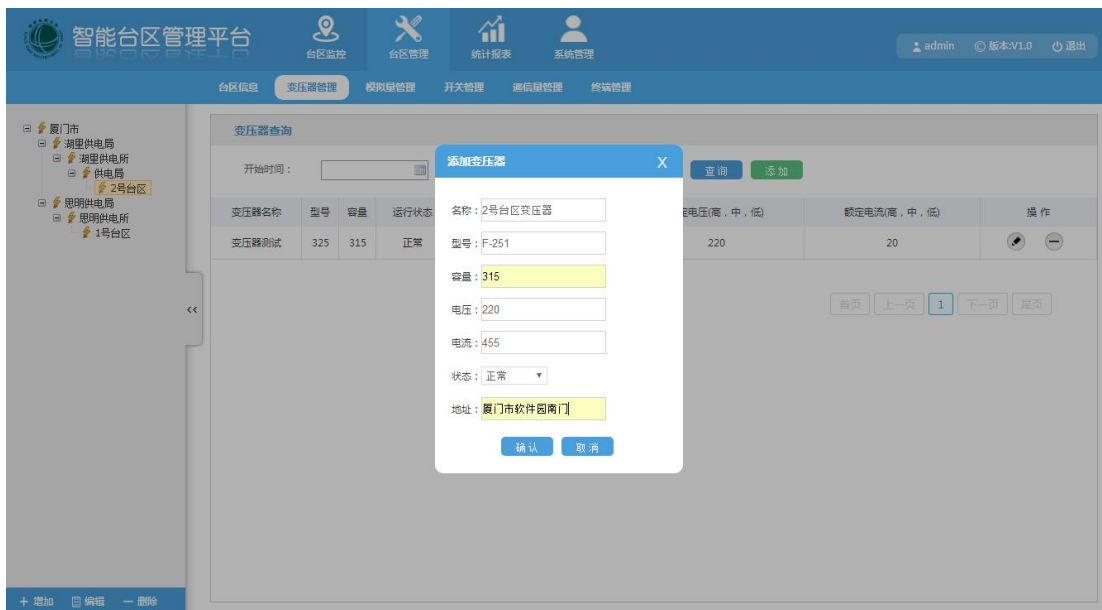 智能台区管理平台
台区监控 台区管理 统计报表 系统管理
admin ©版本:V1.0 退出
台区信息 变压器管理 模拟量管理 开关管理 遥信量管理 终端管理
厦门市
湖里供电局
湖里供电所
供电局
2号台区
思明供电局
思明供电所
1号台区
变压器查询
开始时间：
查询 添加
变压器名称 型号 容量 运行状态 定电压(高，中，低) 额定电流(高，中，低) 操作
变压器测试 325 315 正常 220 20
首页 上一页 1 下一页 尾页
<<
添加变压器 X
名称：2号台区变压器
型号：F-251
容量：315
电压：220
电流：455
状态：正常
地址：厦门市软件园南门
确认 取消
增加 编辑 删除